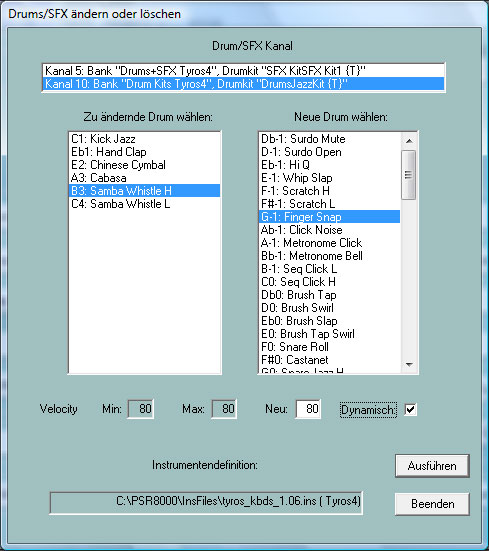 Drums/SFX ändern oder löschen
Drum/SFX Kanal
Kanal 5: Bank "Drums+SFX Tyros4", Drumkit "SFX KitSFX Kit1 {T}"
Kanal 10: Bank "Drum Kits Tyros4", Drumkit "DrumsJazzKit {T}"
Zu ändernde Drum wählen:
C1: Kick Jazz
Eb1: Hand Clap
E2: Chinese Cymbal
A3: Cabasa
B3: Samba Whistle H
C4: Samba Whistle L
Neue Drum wählen:
Db-1: Surdo Mute
D-1: Surdo Open
Eb-1: Hi Q
E-1: Whip Slap
F-1: Scratch H
F#-1: Scratch L
G-1: Finger Snap
Ab-1: Click Noise
A-1: Metronome Click
Bb-1: Metronome Bell
B-1: Seq Click L
C0: Seq Click H
Db0: Brush Tap
D0: Brush Swirl
Eb0: Brush Slap
E0: Brush Tap Swirl
F0: Snare Roll
F#0: Castanet
G0: Snare Jazz H
Velocity Min: 80 Max: 80 Neu: 80 Dynamisch:
Instrumentendefinition:
Ausführen
C:\PSR8000\InsFiles\tyros_kbds_1.06.ins ( Tyros4)
Beenden